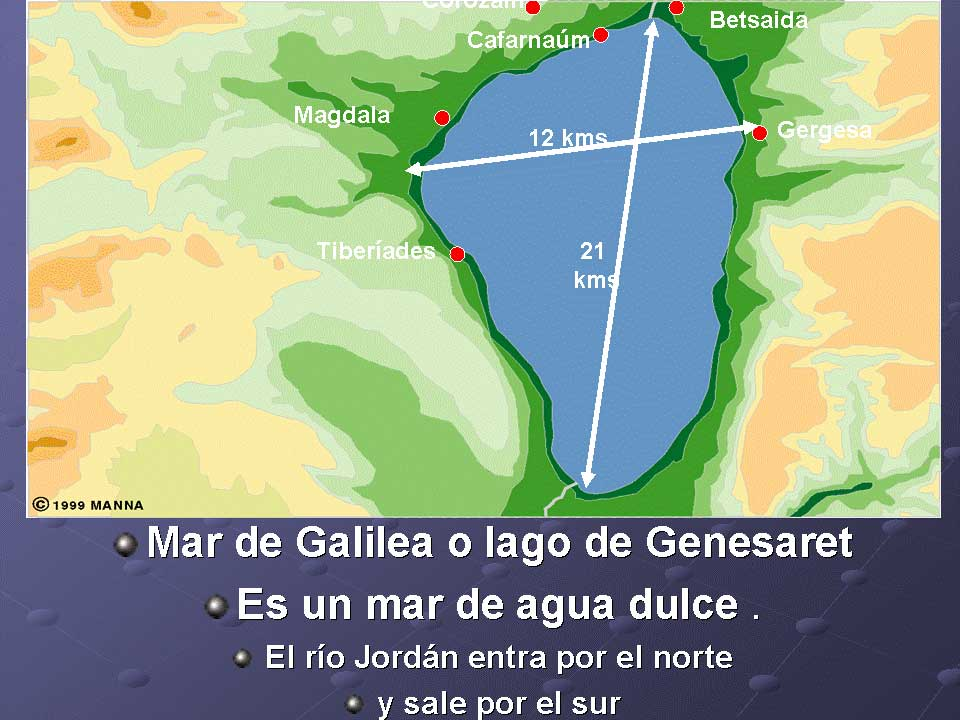 Corozaím
Betsaida
Cafarnaúm
Magdala
12 kms
Gergesa
Tiberíades
21
kms
© 1999 MANNA
Mar de Galilea o lago de Genesaret
Es un mar de agua dulce .
El río Jordán entra por el norte
y sale por el sur